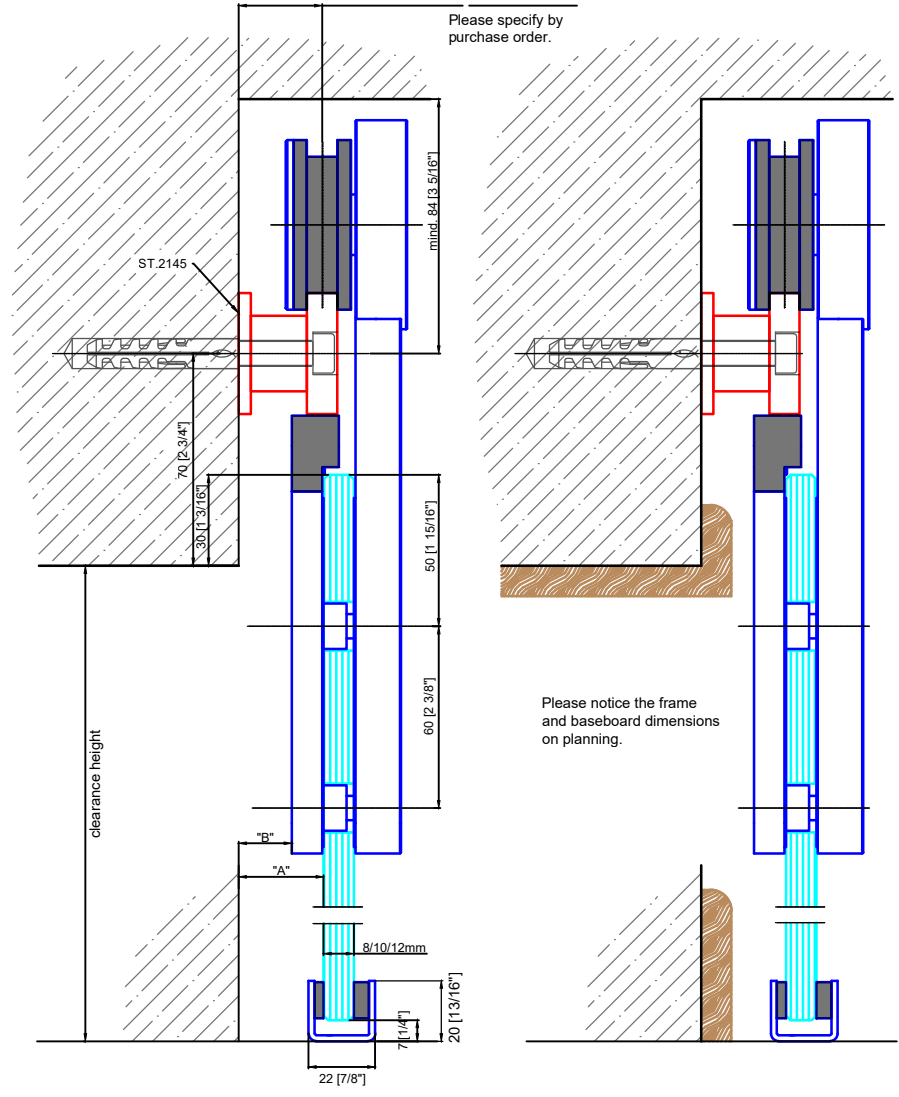 Please specify by
purchase order.
mind. 84 [3 5/16"]
ST.2145
70 [2 3/4"]
30 [1 3/16"]
50 [1 15/16"]
60 [2 3/8"]
Please notice the frame
and baseboard dimensions
on planning.
clearance height
"B"
"A"
8/10/12mm
20 [13/16"]
7 [1/4"]
22 [7/8"]